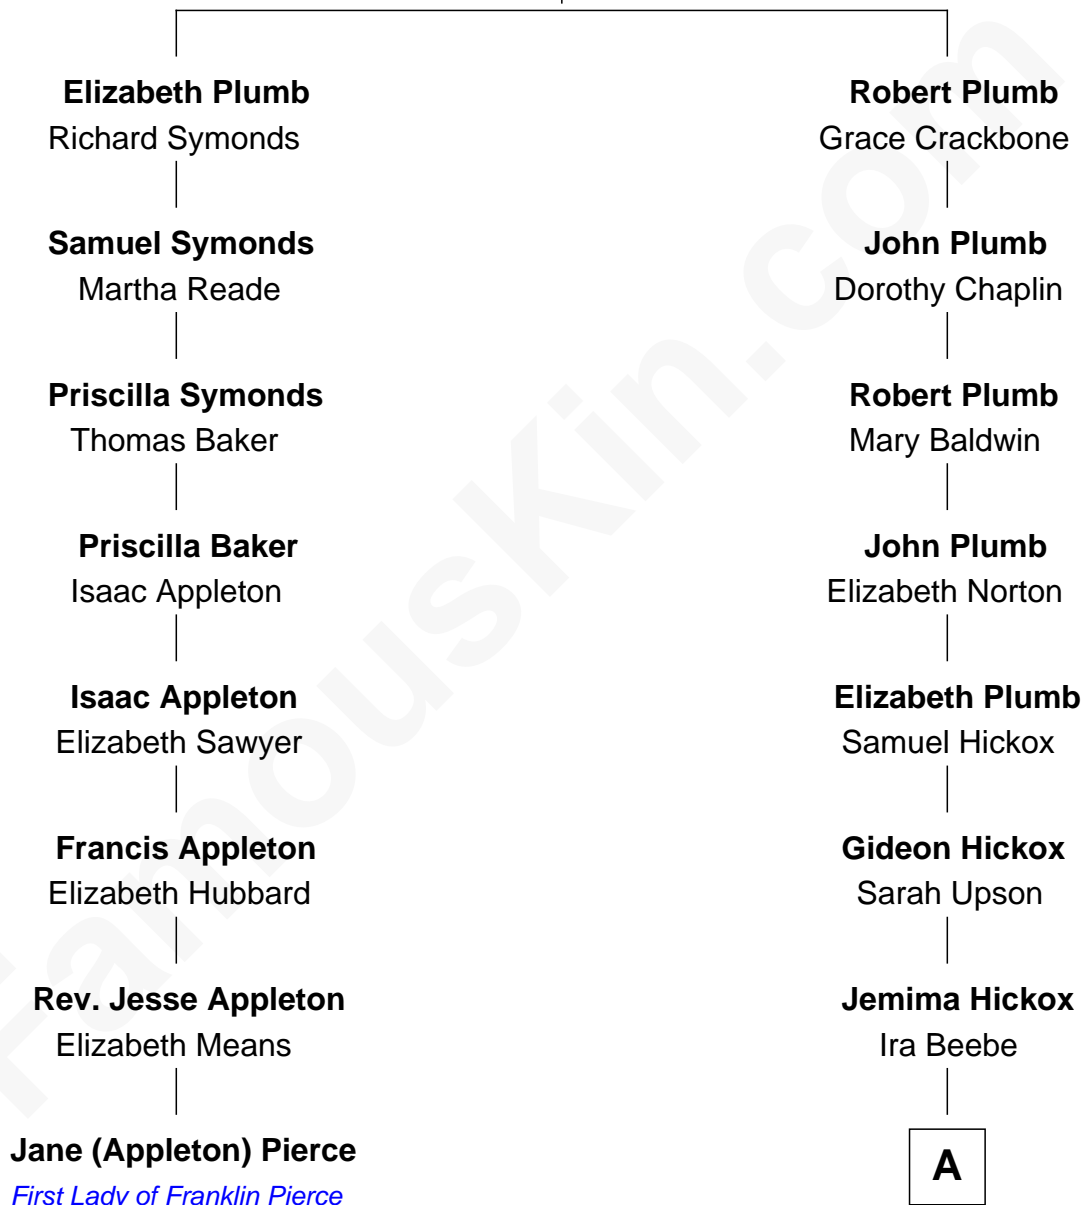 Elizabeth Plumb
Richard Symonds
Samuel Symonds
Martha Reade
Priscilla Symonds
Thomas Baker
Priscilla Baker
Isaac Appleton
Isaac Appleton
Elizabeth Sawyer
Francis Appleton
Elizabeth Hubbard
Rev. Jesse Appleton
Elizabeth Means
Jane (Appleton) Pierce
First Lady of Franklin Pierce
Robert Plumb
Grace Crackbone
John Plumb
Dorothy Chaplin
Robert Plumb
Mary Baldwin
John Plumb
Elizabeth Norton
Elizabeth Plumb
Samuel Hickox
Gideon Hickox
Sarah Upson
Jemima Hickox
Ira Beebe
A
FamousKin.com